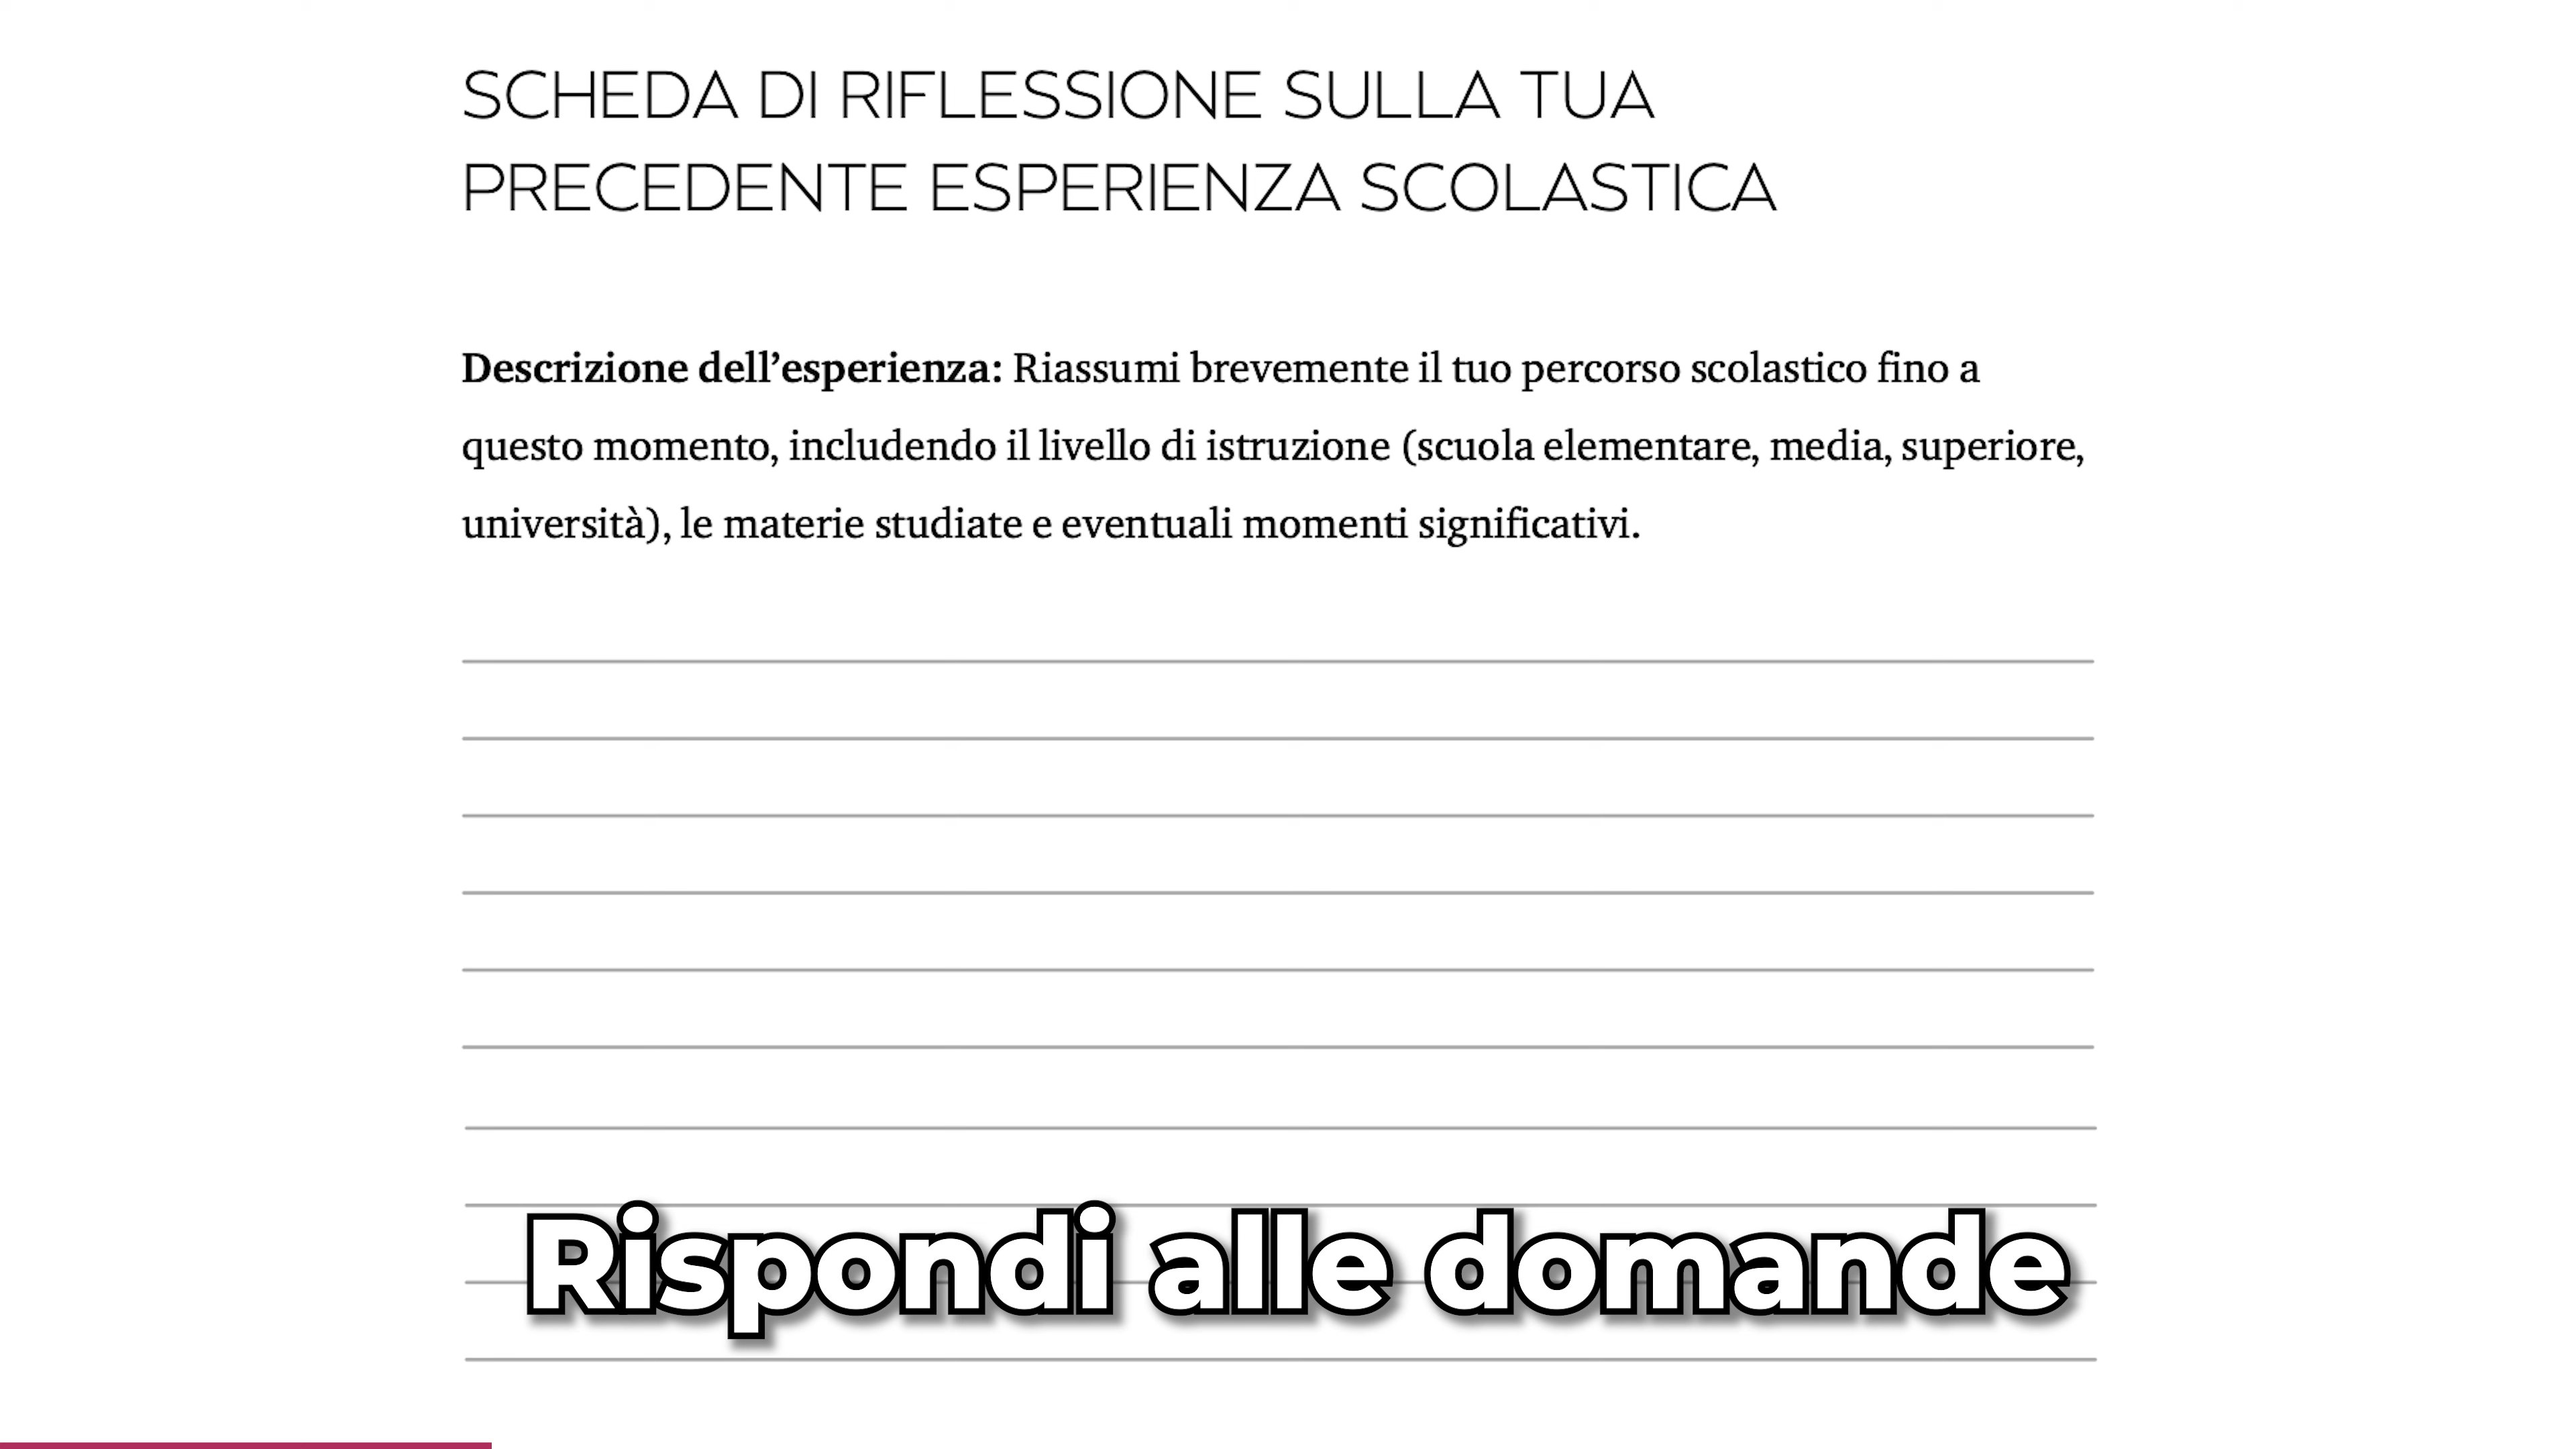 SCHEDA DI RIFLESSIONE SULLA TUA
PRECEDENTE ESPERIENZA SCOLASTICA
Descrizione dell’esperienza: Riassumi brevemente il tuo percorso scolastico fino a
questo momento, includendo il livello di istruzione (scuola elementare, media, superiore,
università), le materie studiate e eventuali momenti significativi.
Rispondi alle domande